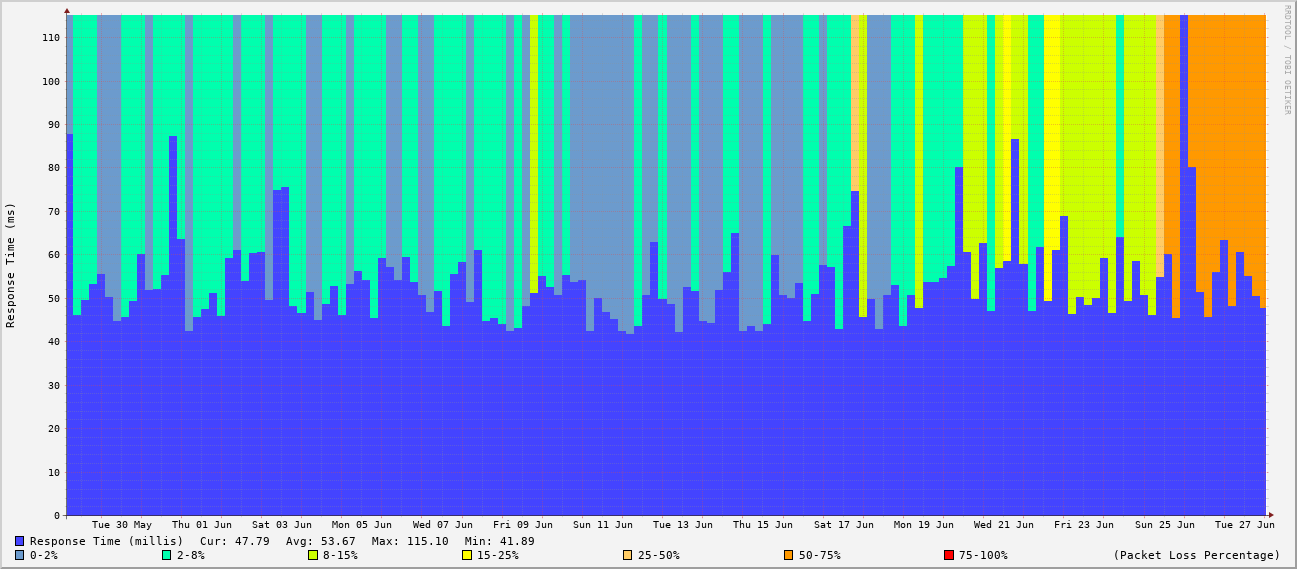 RRDTOOL / TOBI OETIKER
Response Time (ms)
110
100
90
80
70
60
50
40
30
20
10
0
Tue 30 May Thu 01 Jun Sat 03 Jun Mon 05 Jun Wed 07 Jun Fri 09 Jun Sun 11 Jun Tue 13 Jun Thu 15 Jun Sat 17 Jun Mon 19 Jun Wed 21 Jun Fri 23 Jun Sun 25 Jun Tue 27 Jun
Response Time (millis) Cur: 47.79 Avg: 53.67 Max: 115.10 Min: 41.89
0-2% 2-8% 8-15% 15-25% 25-50% 50-75% 75-100% (Packet Loss Percentage)